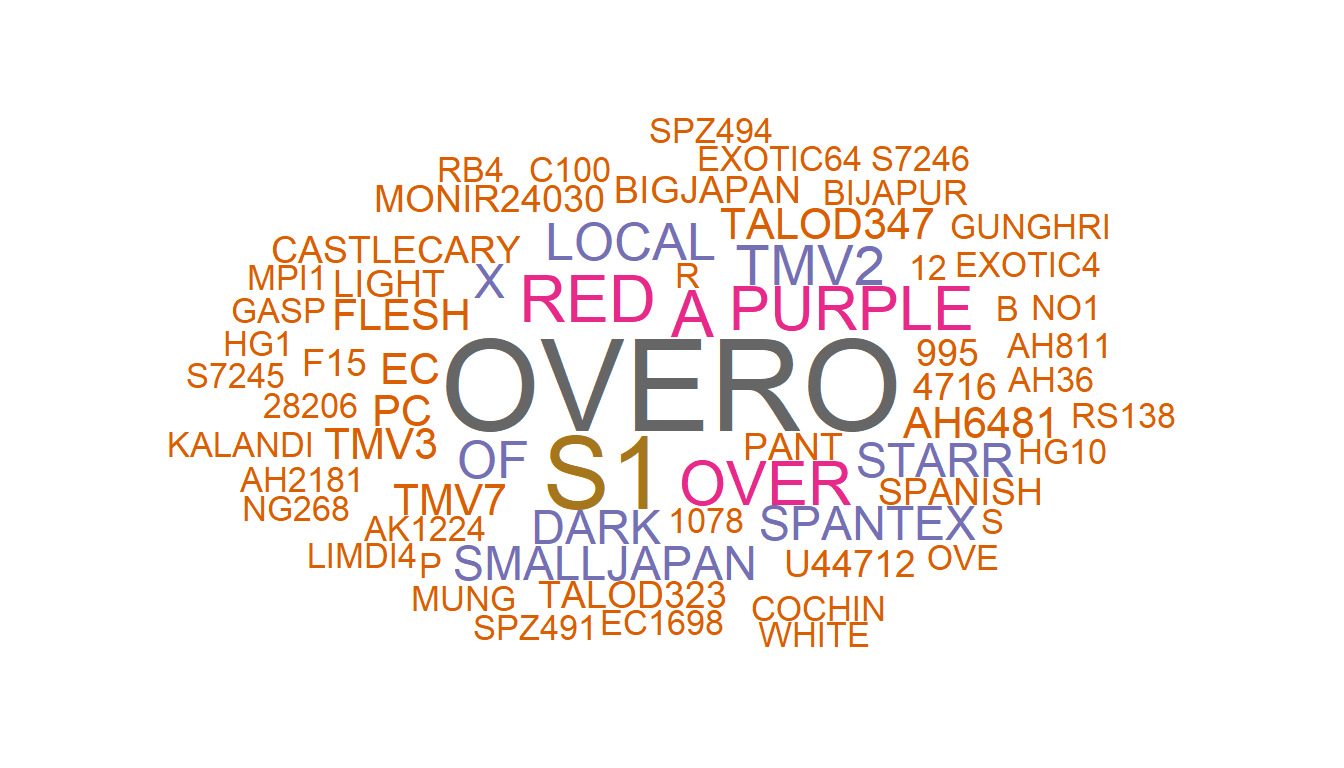 SPZ494
EXOTIC64 S7246
RB4 C100
MONIR24030 BIGJAPAN BIJAPUR
LOCAL TALOD347 GUNGHRI
CASTLECARY TMV2 12 EXOTIC4
MPI1 LIGHT X RED R A PURPLE B NO1
GASP FLESH
HG1 995 AH811
S7245 F15 EC OVERO 4716 AH36
28206 PC AH6481 RS138
KALANDI TMV3 OF S1 PANT STARR HG10
AH2181 OVER SPANISH
NG268 TMV7
AK1224 DARK 1078 SPANTEX S
LIMDI4 P SMALLJAPAN U44712 OVE
MUNG TALOD323 COCHIN
SPZ491 EC1698 WHITE